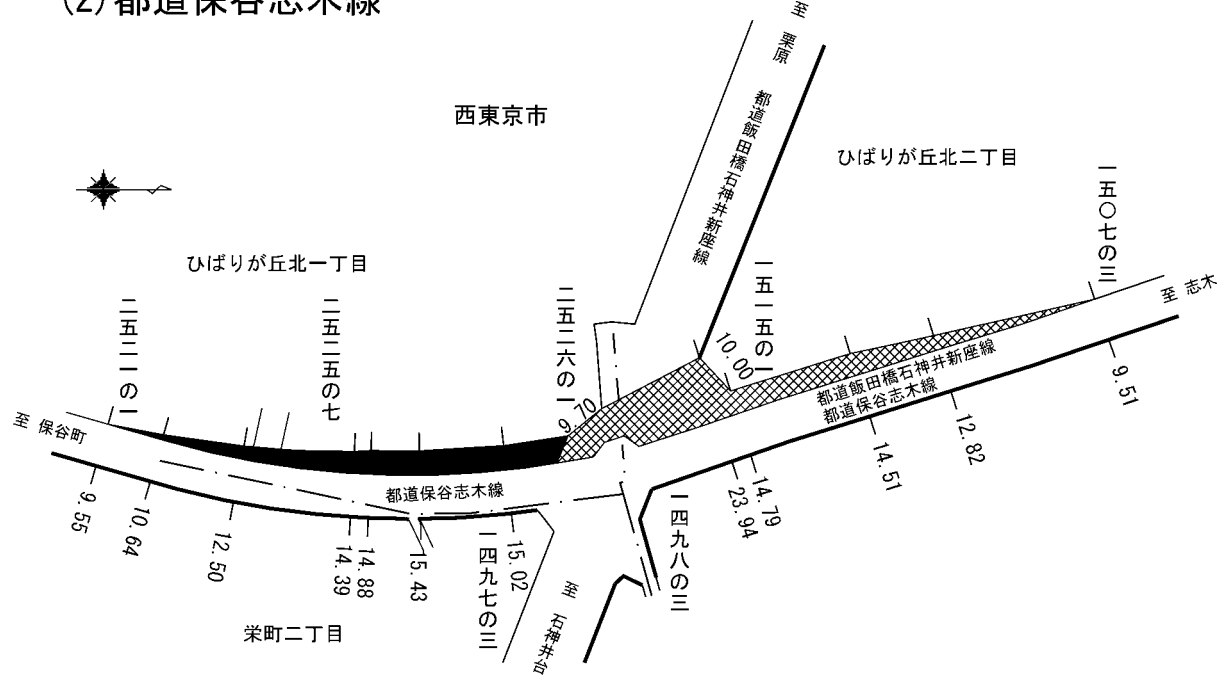 (2)都道保谷志木線
至 栗原
都道飯田橋石神井新座線
西東京市
ひばりが丘北二丁目
一五〇七の三
ひばりが丘北一丁目
二五二一の一
二五二五の七
二五二六の一
一五一五の一
至 志木
9.70
10.00
都道飯田橋石神井新座線
都道保谷志木線
至 保谷町
都道保谷志木線
9.55
10.64
12.50
14.39
14.88
15.43
一四九七の三
15.02
一四九八の三
23.94
14.79
14.51
12.82
9.51
栄町二丁目
至 石神井台